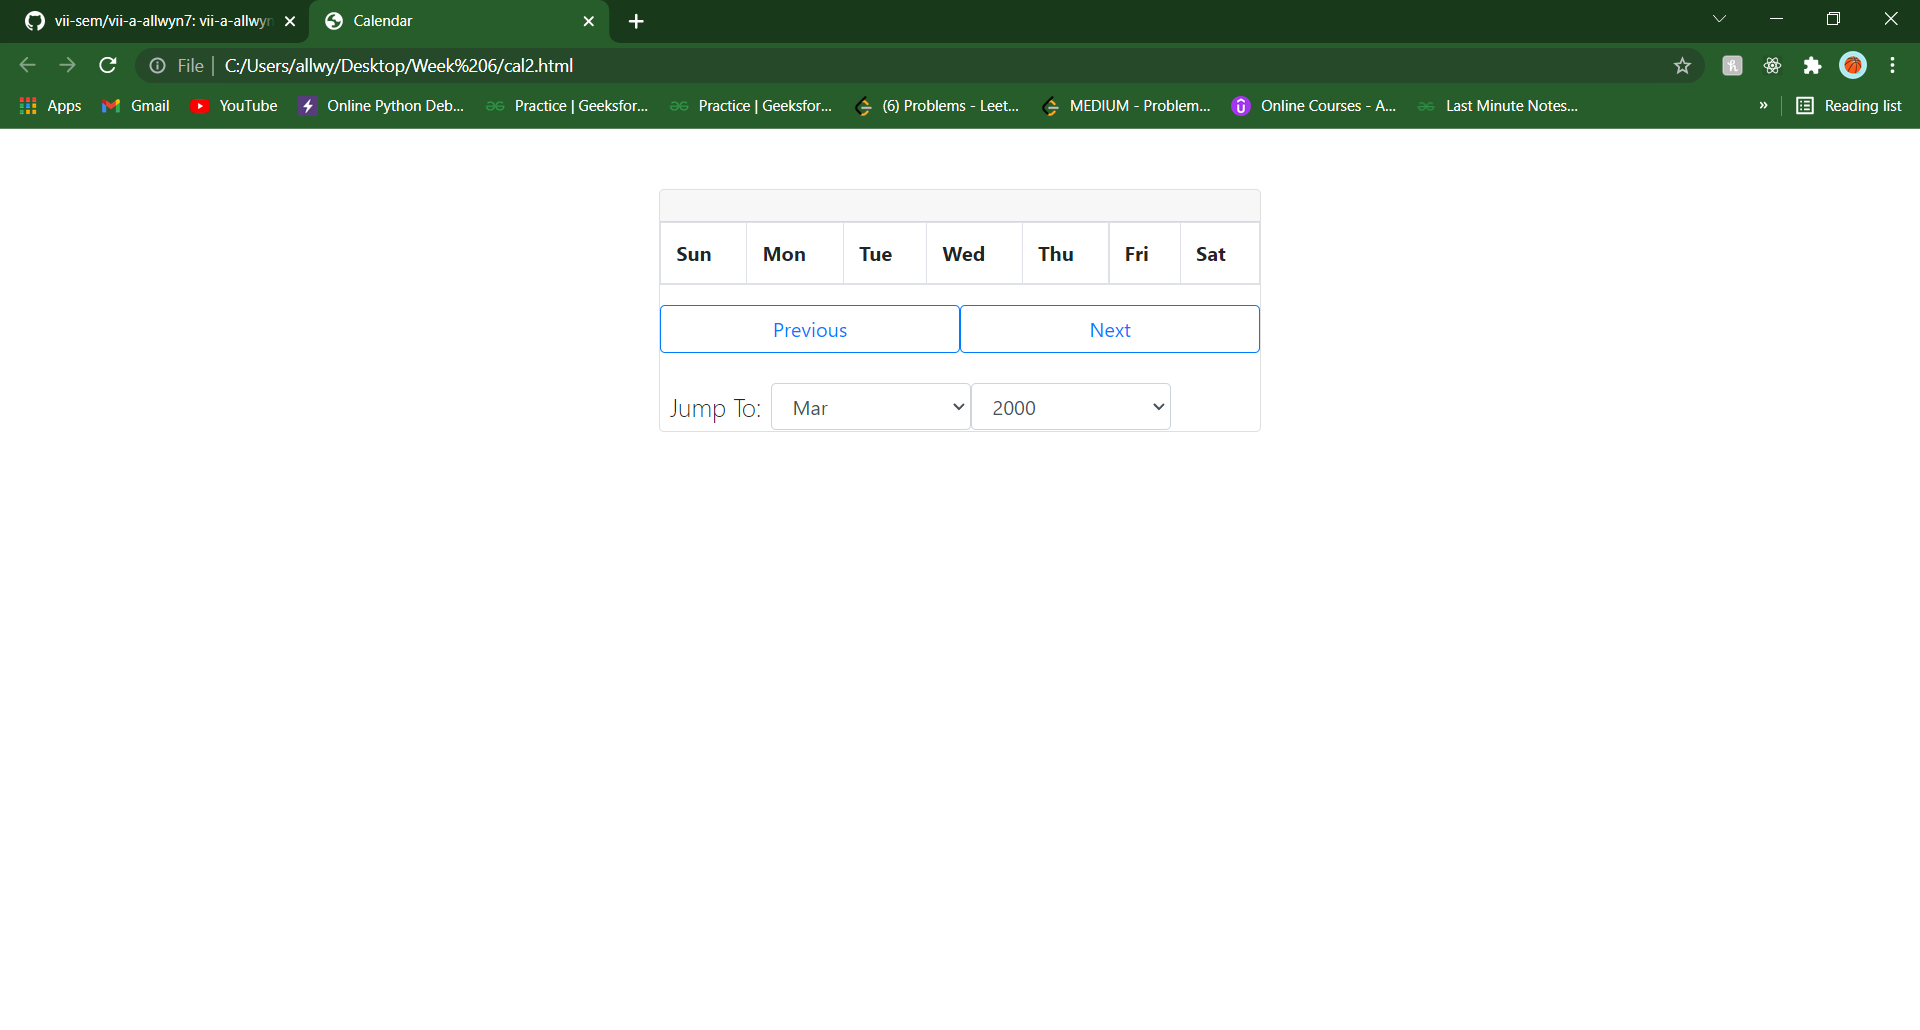 vii-sem/vii-a-allwyn7: vii-a-allwyn
Calendar
File | C:/Users/allwy/Desktop/Week%206/cal2.html
Apps Gmail YouTube Online Python Deb... Practice | Geeksfor... Practice | Geeksfor... (6) Problems - Leet... MEDIUM - Problem... Online Courses - A... Last Minute Notes... » Reading list
Sun Mon Tue Wed Thu Fri Sat
Previous Next
Jump To: Mar 2000